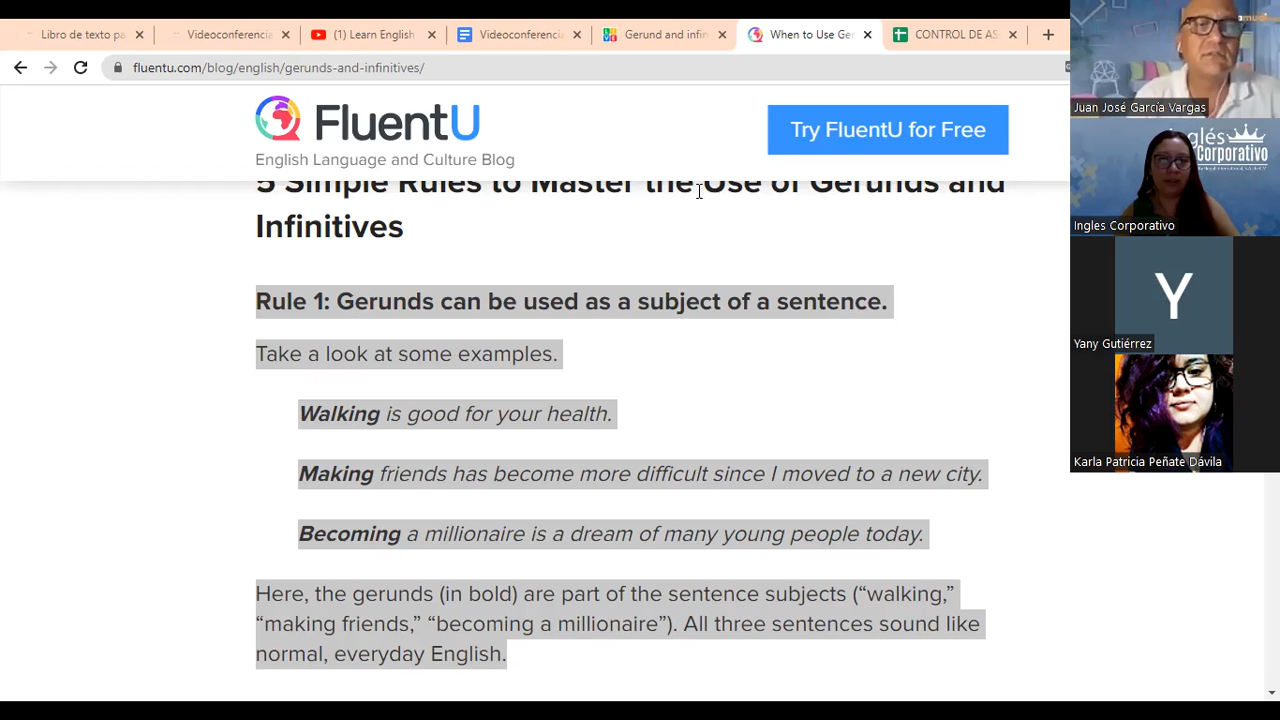 Libro de texto pa
Videoconferencia
(1) Learn English
Videoconferencia
Gerund and infin
When to Use Ger
CONTROL DE AS
fluentu.com/blog/english/gerunds-and-infinitives/
FluentU
English Language and Culture Blog
Try FluentU for Free
5 Simple Rules to Master the Use of Gerunds and
Infinitives
Rule 1: Gerunds can be used as a subject of a sentence.
Take a look at some examples.
Walking is good for your health.
Making friends has become more difficult since I moved to a new city.
Becoming a millionaire is a dream of many young people today.
Here, the gerunds (in bold) are part of the sentence subjects (“walking,”
“making friends,” “becoming a millionaire”). All three sentences sound like
normal, everyday English.
Juan José García Vargas
Inglés
Corporativo
Ingles Corporativo
Y
Yany Gutiérrez
Karla Patricia Peñate Dávila